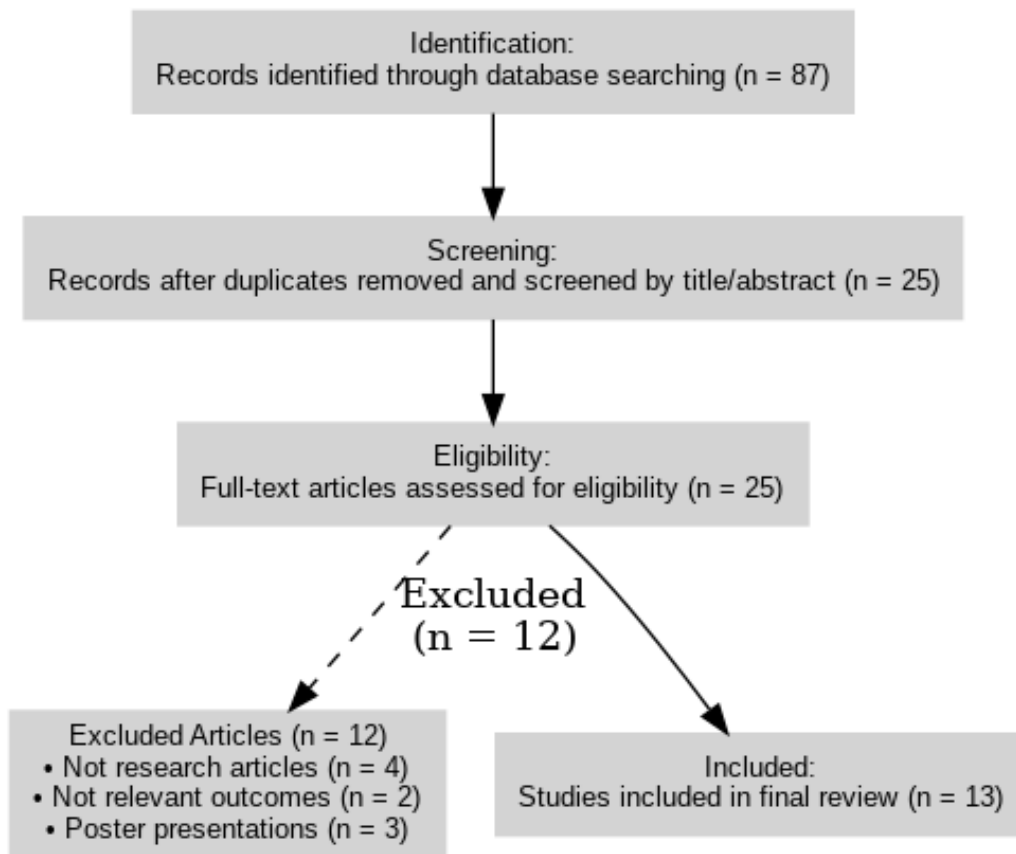 Identification:
Records identified through database searching (n = 87)
Screening:
Records after duplicates removed and screened by title/abstract (n = 25)
Eligibility:
Full-text articles assessed for eligibility (n = 25)
Excluded
(n = 12)
Excluded Articles (n = 12)
• Not research articles (n = 4)
• Not relevant outcomes (n = 2)
• Poster presentations (n = 3)
Included:
Studies included in final review (n = 13)